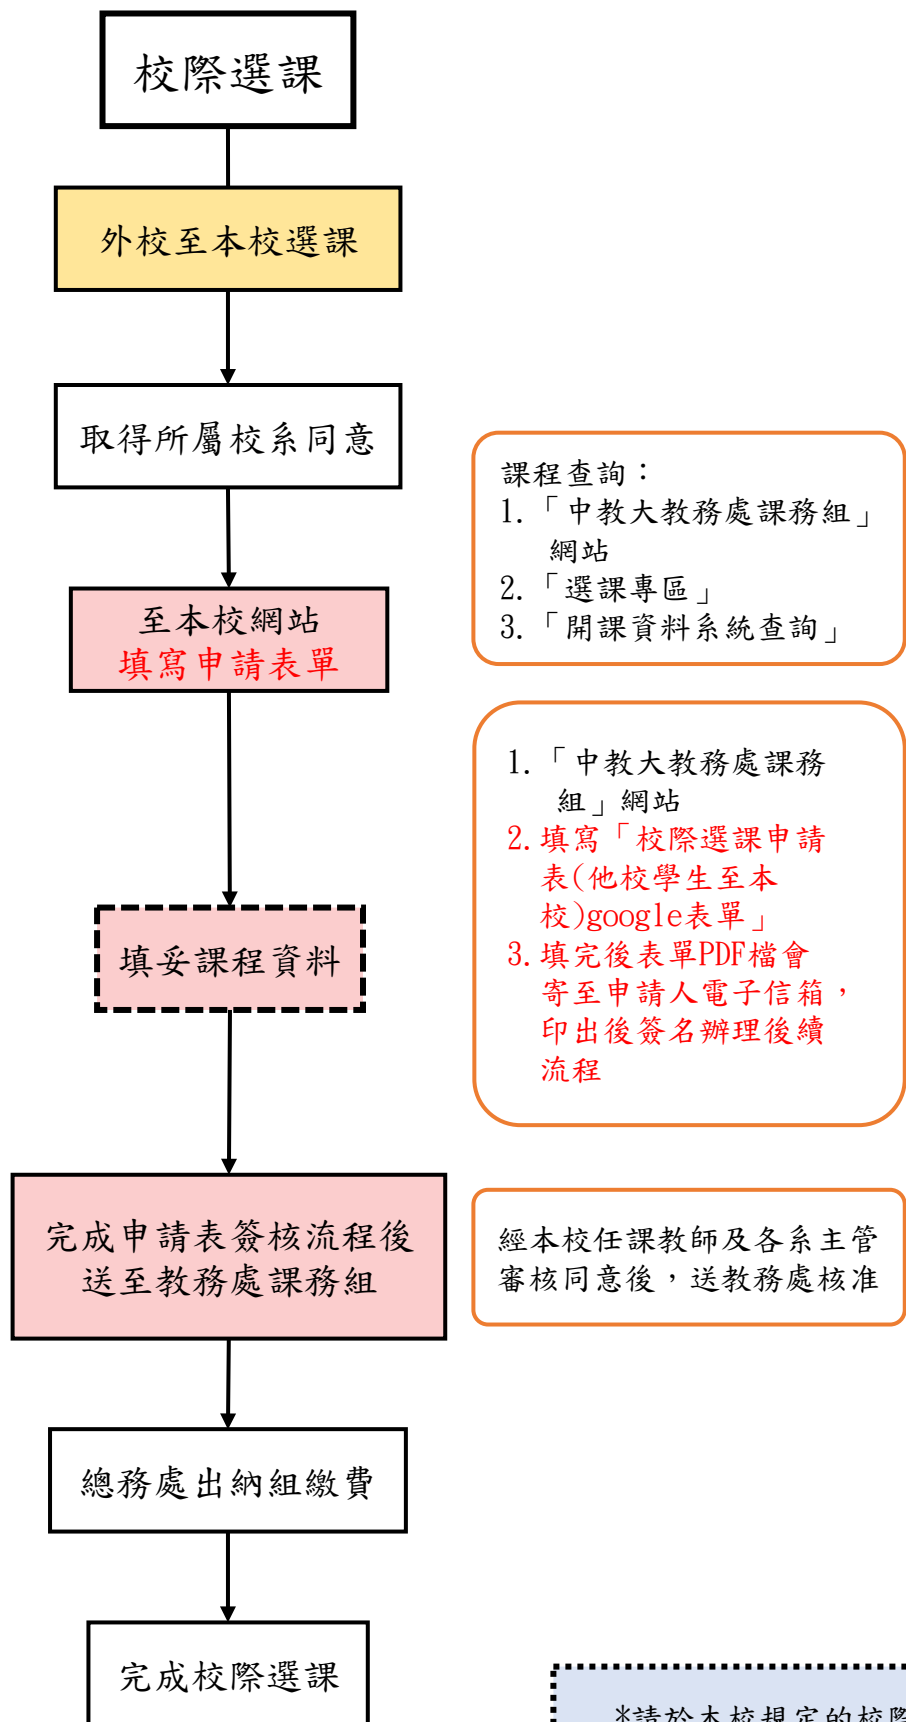 校際選課
外校至本校選課
取得所屬校系同意
課程查詢：
1.「中教大教務處課務組」
網站
2.「選課專區」
3.「開課資料系統查詢」
至本校網站
填寫申請表單
1.「中教大教務處課務
組」網站
2.填寫「校際選課申請
表(他校學生至本
校)google表單」
3.填完後表單PDF檔會
寄至申請人電子信箱，
印出後簽名辦理後續
流程
填妥課程資料
完成申請表簽核流程後
送至教務處課務組
經本校任課教師及各系主管
審核同意後，送教務處核准
總務處出納組繳費
完成校際選課
*請於本校規定的校際